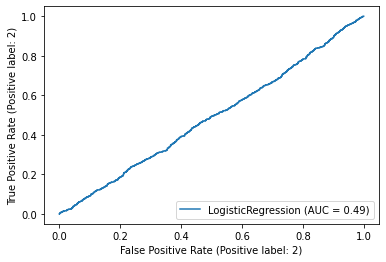 1.0
0.8
0.6
0.4
0.2
0.0
True Positive Rate (Positive label: 2)
LogisticRegression (AUC = 0.49)
0.0 0.2 0.4 0.6 0.8 1.0
False Positive Rate (Positive label: 2)